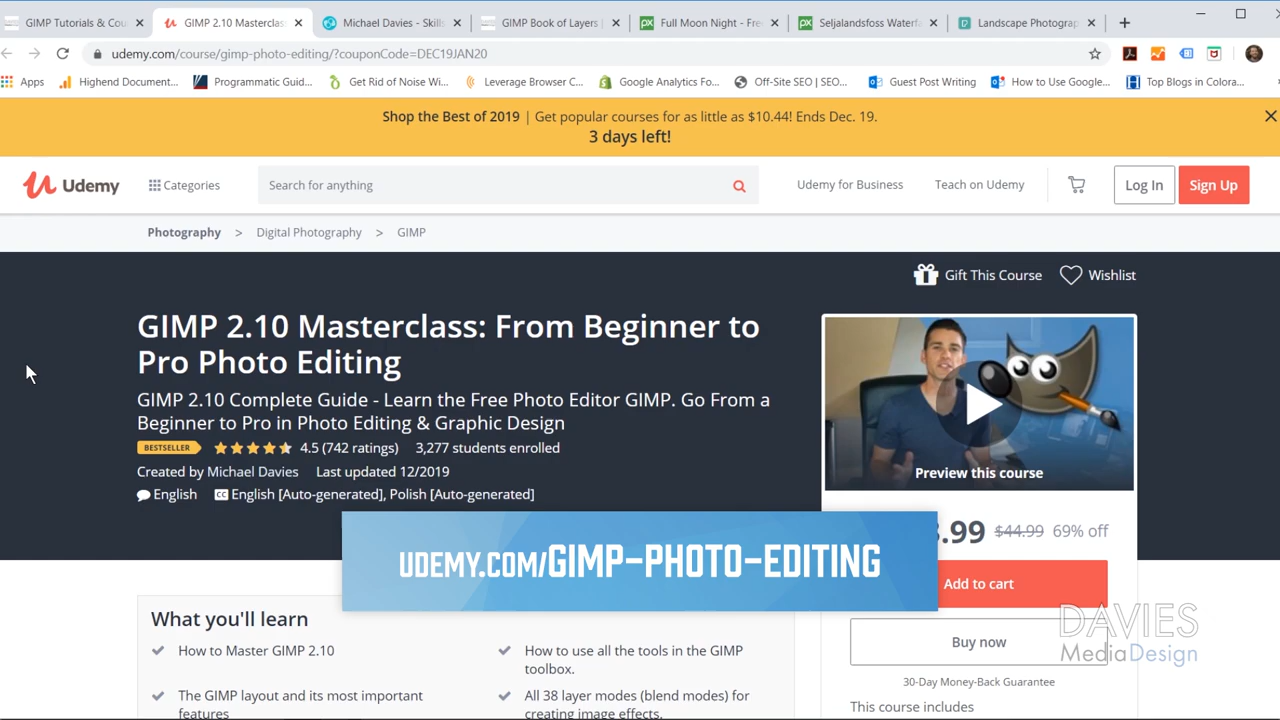 GIMP Tutorials & Cou
GIMP 2.10 Masterclass
Michael Davies - Skills
GIMP Book of Layers
Full Moon Night - Free
Seljalandsfoss Waterfa
Landscape Photograp
udemy.com/course/gimp-photo-editing/?couponCode=DEC19JAN20
Apps
Highend Document...
Programmatic Guid...
Get Rid of Noise Wi...
Leverage Browser C...
Google Analytics Fo...
Off-Site SEO | SEO...
Guest Post Writing
How to Use Google...
Top Blogs in Colora...
Shop the Best of 2019 | Get popular courses for as little as $10.44! Ends Dec. 19.
3 days left!
Udemy
Categories
Search for anything
Udemy for Business
Teach on Udemy
Log In
Sign Up
Photography > Digital Photography > GIMP
Gift This Course
Wishlist
GIMP 2.10 Masterclass: From Beginner to
Pro Photo Editing
GIMP 2.10 Complete Guide - Learn the Free Photo Editor GIMP. Go From a
Beginner to Pro in Photo Editing & Graphic Design
BESTSELLER 4.5 (742 ratings) 3,277 students enrolled
Created by Michael Davies Last updated 12/2019
English CC English [Auto-generated], Polish [Auto-generated]
Preview this course
.99 $44.99 69% off
UDEMY.COM/GIMP-PHOTO-EDITING
Add to cart
Buy now
DAVIES
MediaDesign
30-Day Money-Back Guarantee
This course includes
What you'll learn
How to Master GIMP 2.10
How to use all the tools in the GIMP
toolbox.
The GIMP layout and its most important
features
All 38 layer modes (blend modes) for
creating image effects.